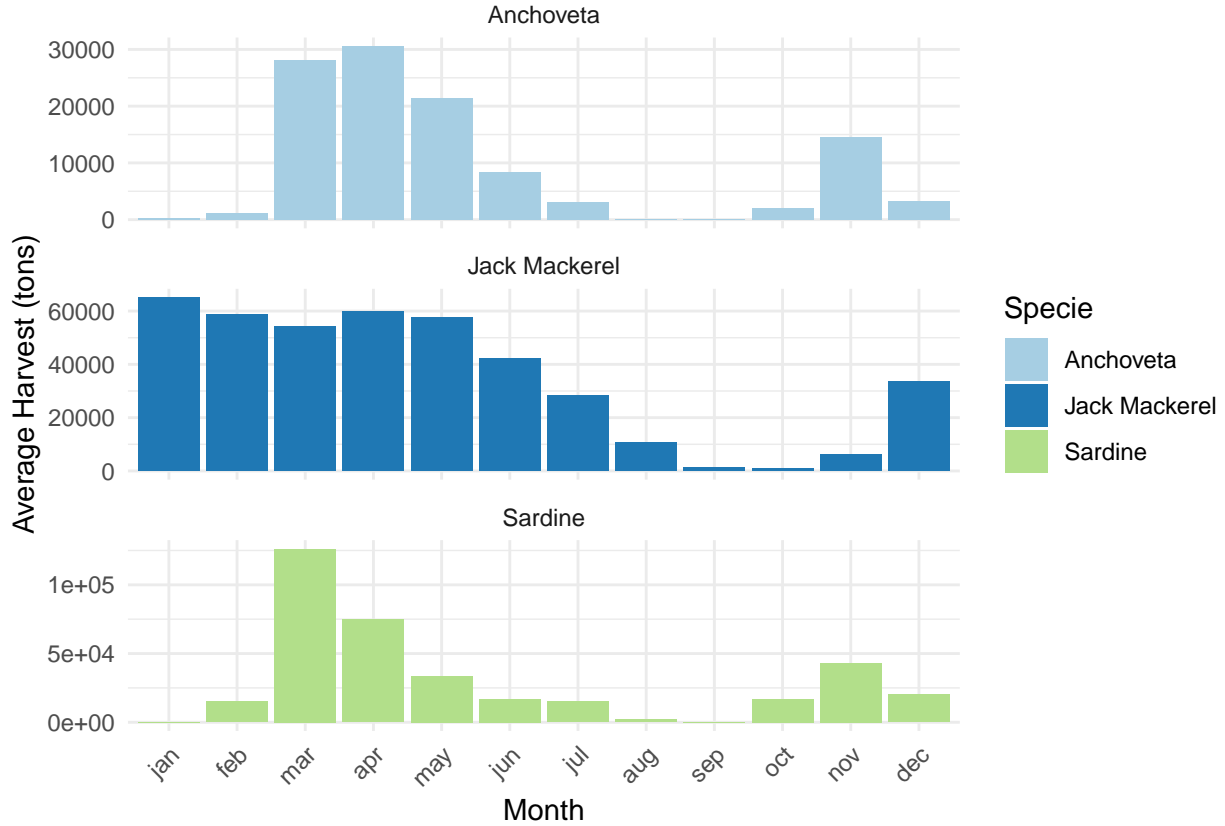 Anchoveta
30000
20000
10000
0
Jack Mackerel
60000
40000
20000
0
Sardine
1e+05
5e+04
0e+00
jan feb mar apr may jun jul aug sep oct nov dec
Month
Average Harvest (tons)
Specie
Anchoveta
Jack Mackerel
Sardine